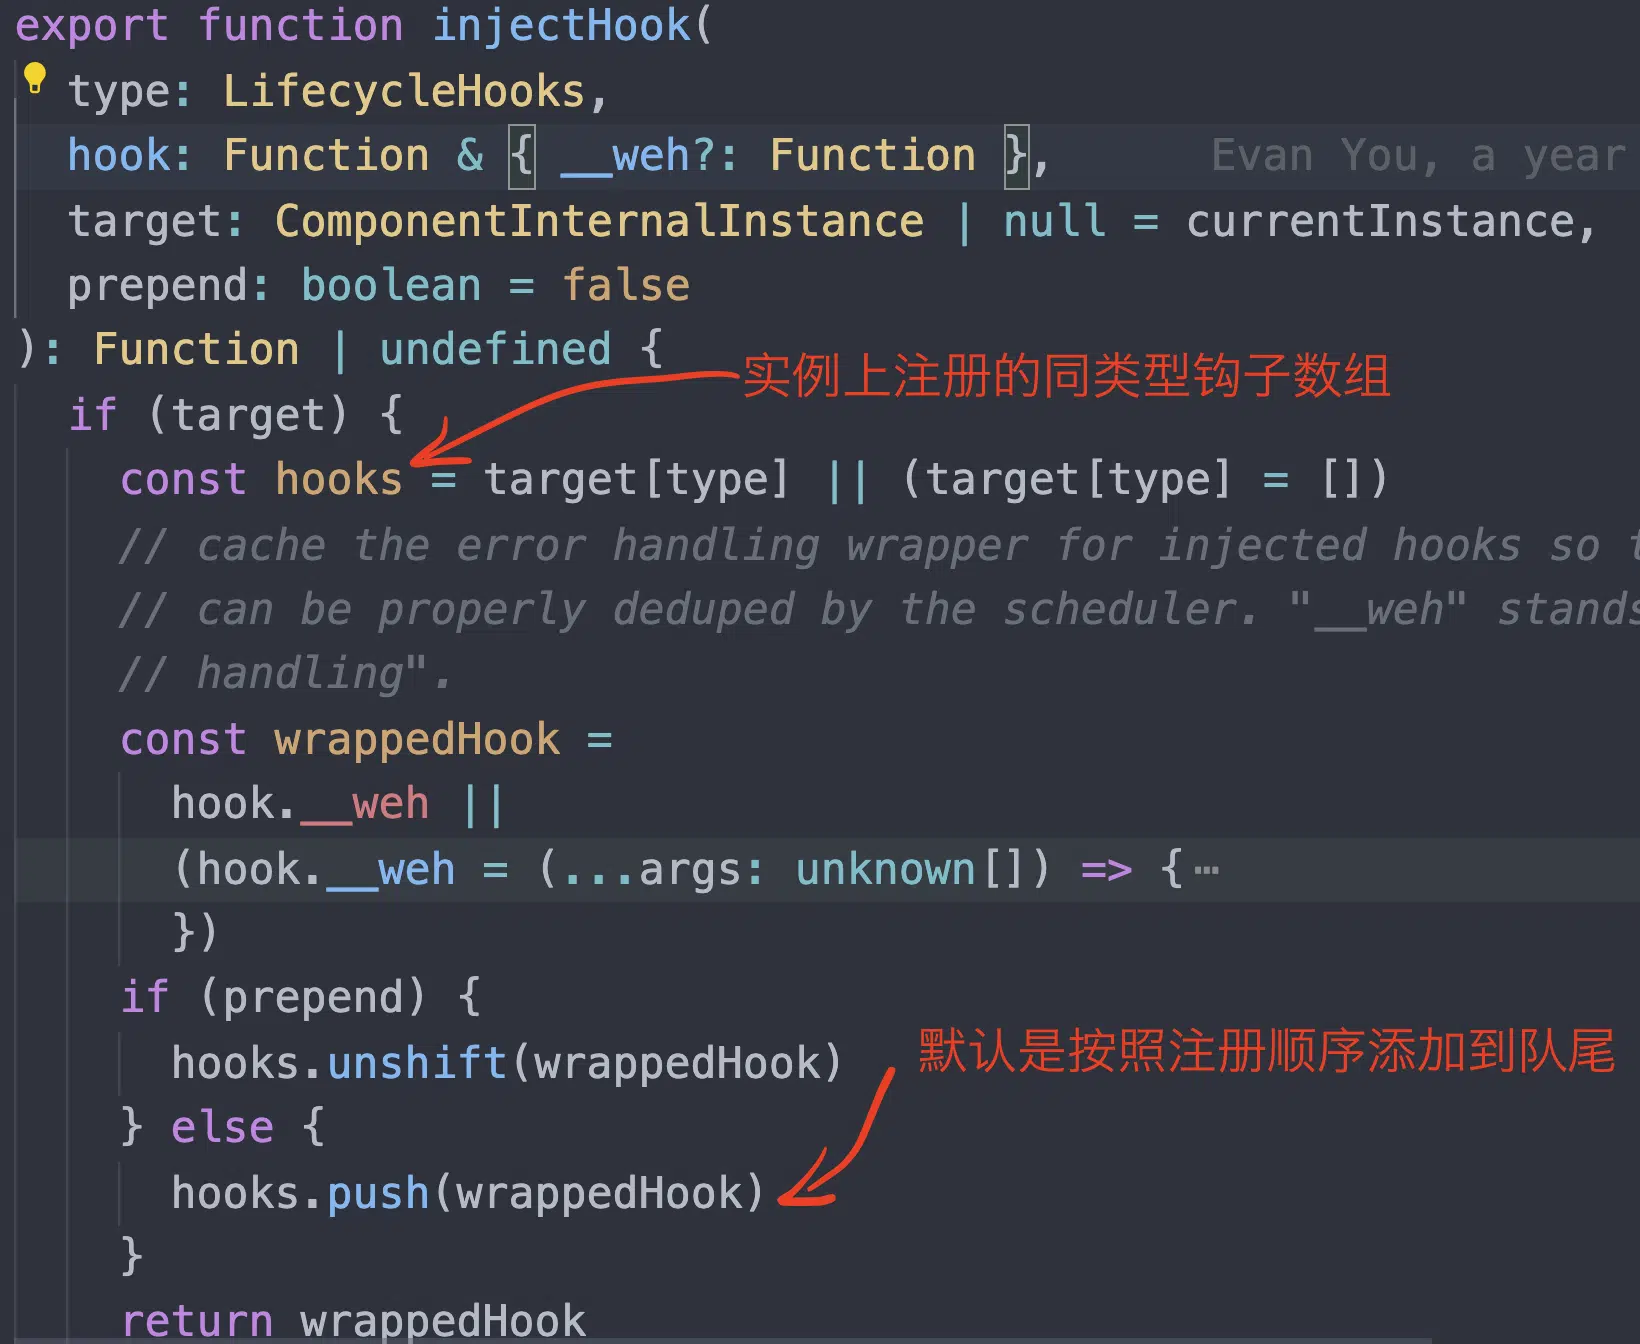 export function injectHook(
type: LifecycleHooks,
hook: Function & { __weh?: Function }, Evan You, a year
target: ComponentInternalInstance | null = currentInstance,
prepend: boolean = false
): Function | undefined {
实例上注册的同类型钩子数组
if (target) {
const hooks = target[type] || (target[type] = [])
// cache the error handling wrapper for injected hooks so
// can be properly deduped by the scheduler. "__weh" stands
// handling".
const wrappedHook =
hook.__weh ||
(hook.__weh = (...args: unknown[]) => {⋯
})
if (prepend) {
hooks.unshift(wrappedHook)
默认是按照注册顺序添加到队尾
} else {
hooks.push(wrappedHook)
}
return wrappedHook